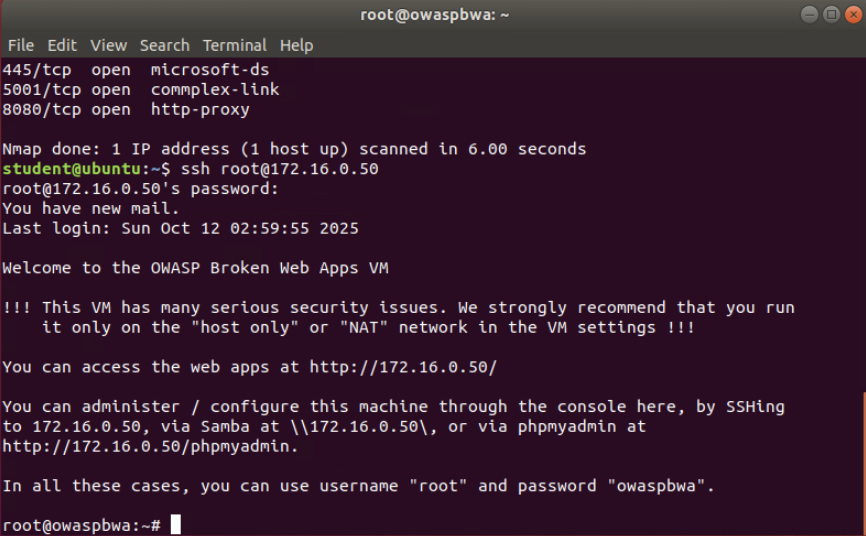 root@owaspbwa: ~
File Edit View Search Terminal Help
445/tcp  open  microsoft-ds
5001/tcp open  commplex-link
8080/tcp open  http-proxy
Nmap done: 1 IP address (1 host up) scanned in 6.00 seconds
student@ubuntu:~$ ssh root@172.16.0.50
root@172.16.0.50's password:
You have new mail.
Last login: Sun Oct 12 02:59:55 2025
Welcome to the OWASP Broken Web Apps VM
!!! This VM has many serious security issues. We strongly recommend that you run
    it only on the "host only" or "NAT" network in the VM settings !!!
You can access the web apps at http://172.16.0.50/
You can administer / configure this machine through the console here, by SSHing
to 172.16.0.50, via Samba at \\172.16.0.50\, or via phpmyadmin at
http://172.16.0.50/phpmyadmin.
In all these cases, you can use username "root" and password "owaspbwa".
root@owaspbwa:~#